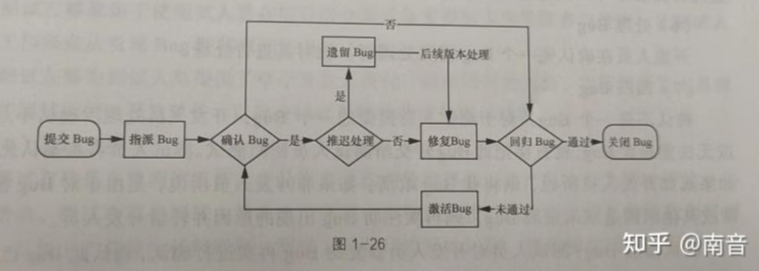 否
遗留 Bug
后续版本处理
是
提交 Bug
指派 Bug
确认 Bug
是
推迟处理
否
修复Bug
回归 Bug
通过
关闭 Bug
激活Bug
未通过
图 1-26
知乎 @南音